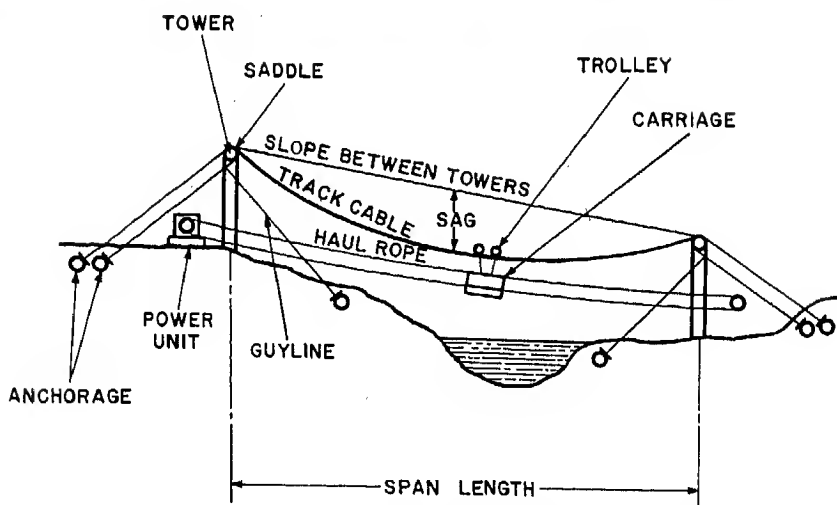 TOWER
SADDLE
TROLLEY
CARRIAGE
SLOPE BETWEEN TOWERS
TRACK CABLE
SAG
HAUL ROPE
POWER
UNIT
GUYLINE
ANCHORAGE
SPAN LENGTH